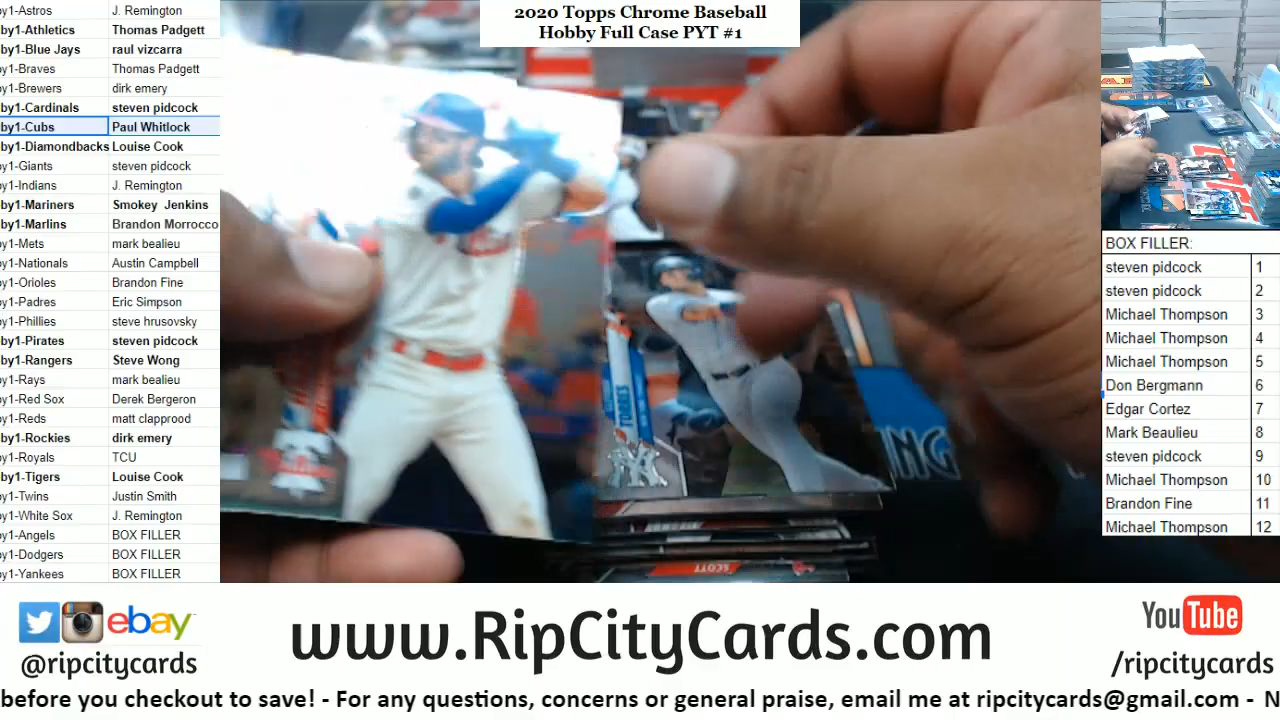 2020 Topps Chrome Baseball
Hobby Full Case PYT #1
by1-Astros J. Remington
by1-Athletics Thomas Padgett
by1-Blue Jays raul vizcarra
by1-Braves Thomas Padgett
by1-Brewers dirk emery
by1-Cardinals steven pidcock
by1-Cubs Paul Whitlock
by1-Diamondbacks Louise Cook
by1-Giants steven pidcock
by1-Indians J. Remington
by1-Mariners Smokey Jenkins
by1-Marlins Brandon Morrocco
by1-Mets mark bealieu
by1-Nationals Austin Campbell
by1-Orioles Brandon Fine
by1-Padres Eric Simpson
by1-Phillies steve hrusovsky
by1-Pirates steven pidcock
by1-Rangers Steve Wong
by1-Rays mark bealieu
by1-Red Sox Derek Bergeron
by1-Reds matt clapprood
by1-Rockies dirk emery
by1-Royals TCU
by1-Tigers Louise Cook
by1-Twins Justin Smith
by1-White Sox J. Remington
by1-Angels BOX FILLER
by1-Dodgers BOX FILLER
by1-Yankees BOX FILLER
TORRES
NY
NG
SCOTT
BOX FILLER:
steven pidcock 1
steven pidcock 2
Michael Thompson 3
Michael Thompson 4
Michael Thompson 5
Don Bergmann 6
Edgar Cortez 7
Mark Beaulieu 8
steven pidcock 9
Michael Thompson 10
Brandon Fine 11
Michael Thompson 12
ebay
@ripcitycards
www.RipCityCards.com
YouTube
/ripcitycards
before you checkout to save! - For any questions, concerns or general praise, email me at ripcitycards@gmail.com - N